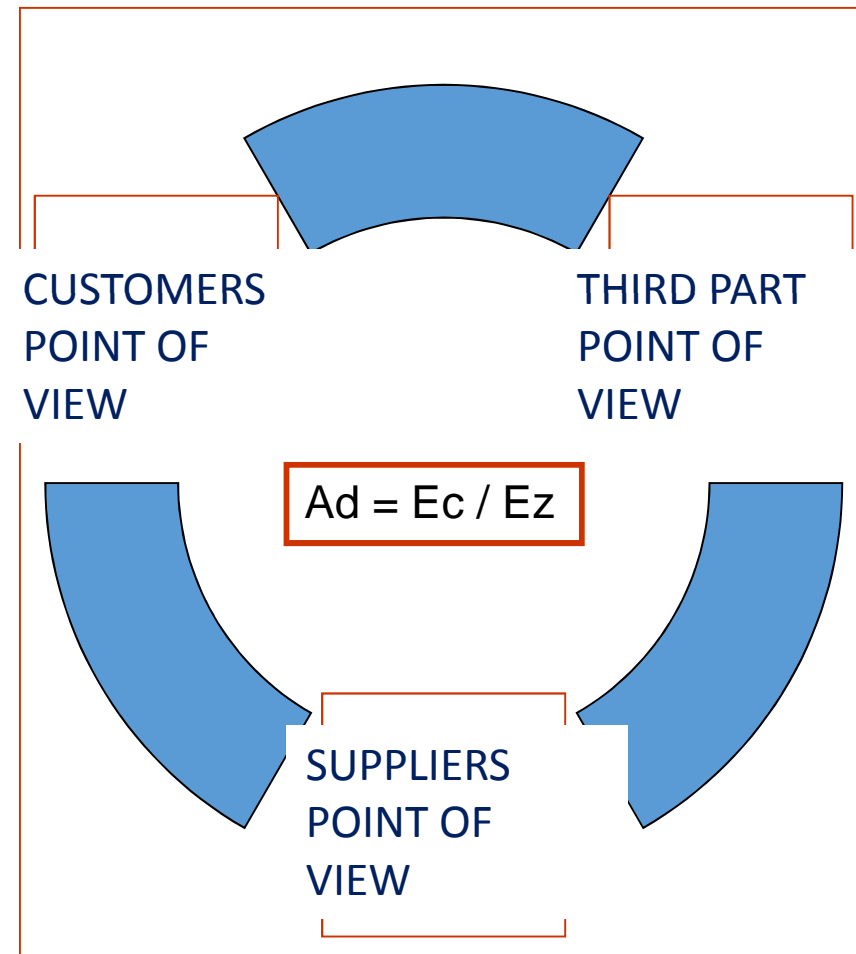 CUSTOMERS
POINT OF
VIEW
THIRD PART
POINT OF
VIEW
Ad = Ec / Ez
SUPPLIERS
POINT OF
VIEW